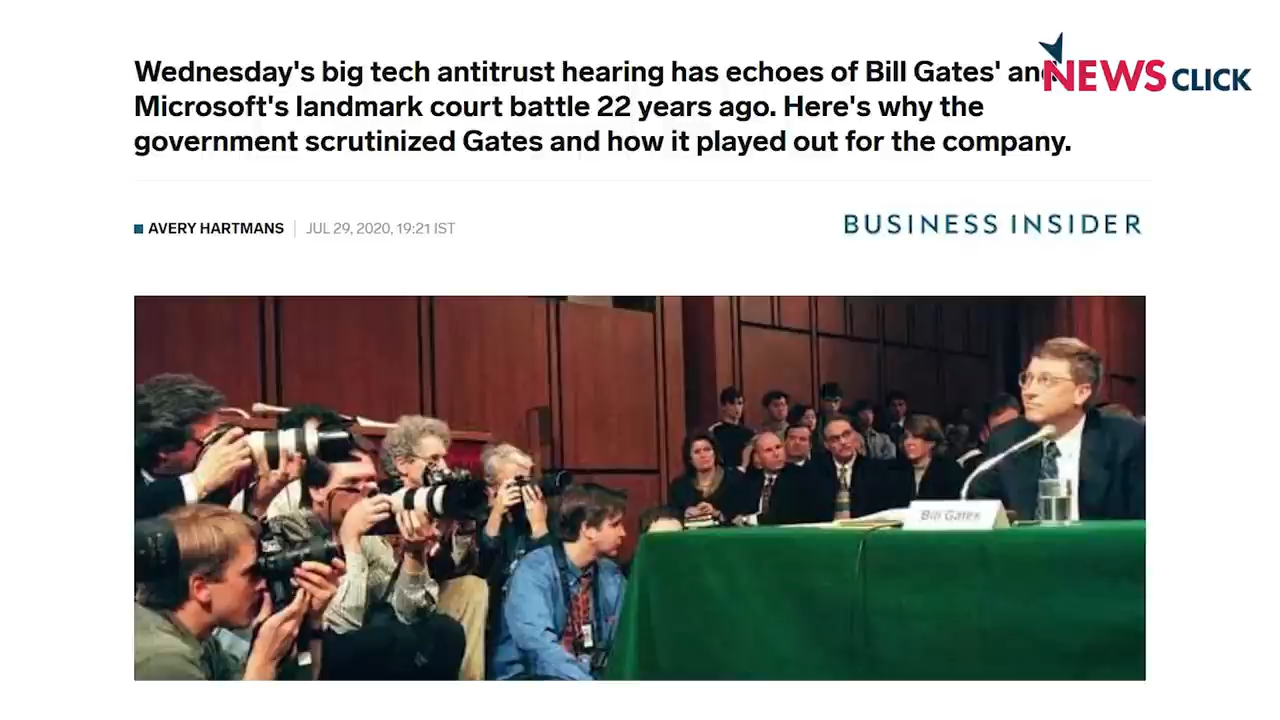 Wednesday's big tech antitrust hearing has echoes of Bill Gates' and
Microsoft's landmark court battle 22 years ago. Here's why the
government scrutinized Gates and how it played out for the company.
NEWSCLICK
AVERY HARTMANS | JUL 29, 2020, 19:21 IST
BUSINESS INSIDER
Bill Gates